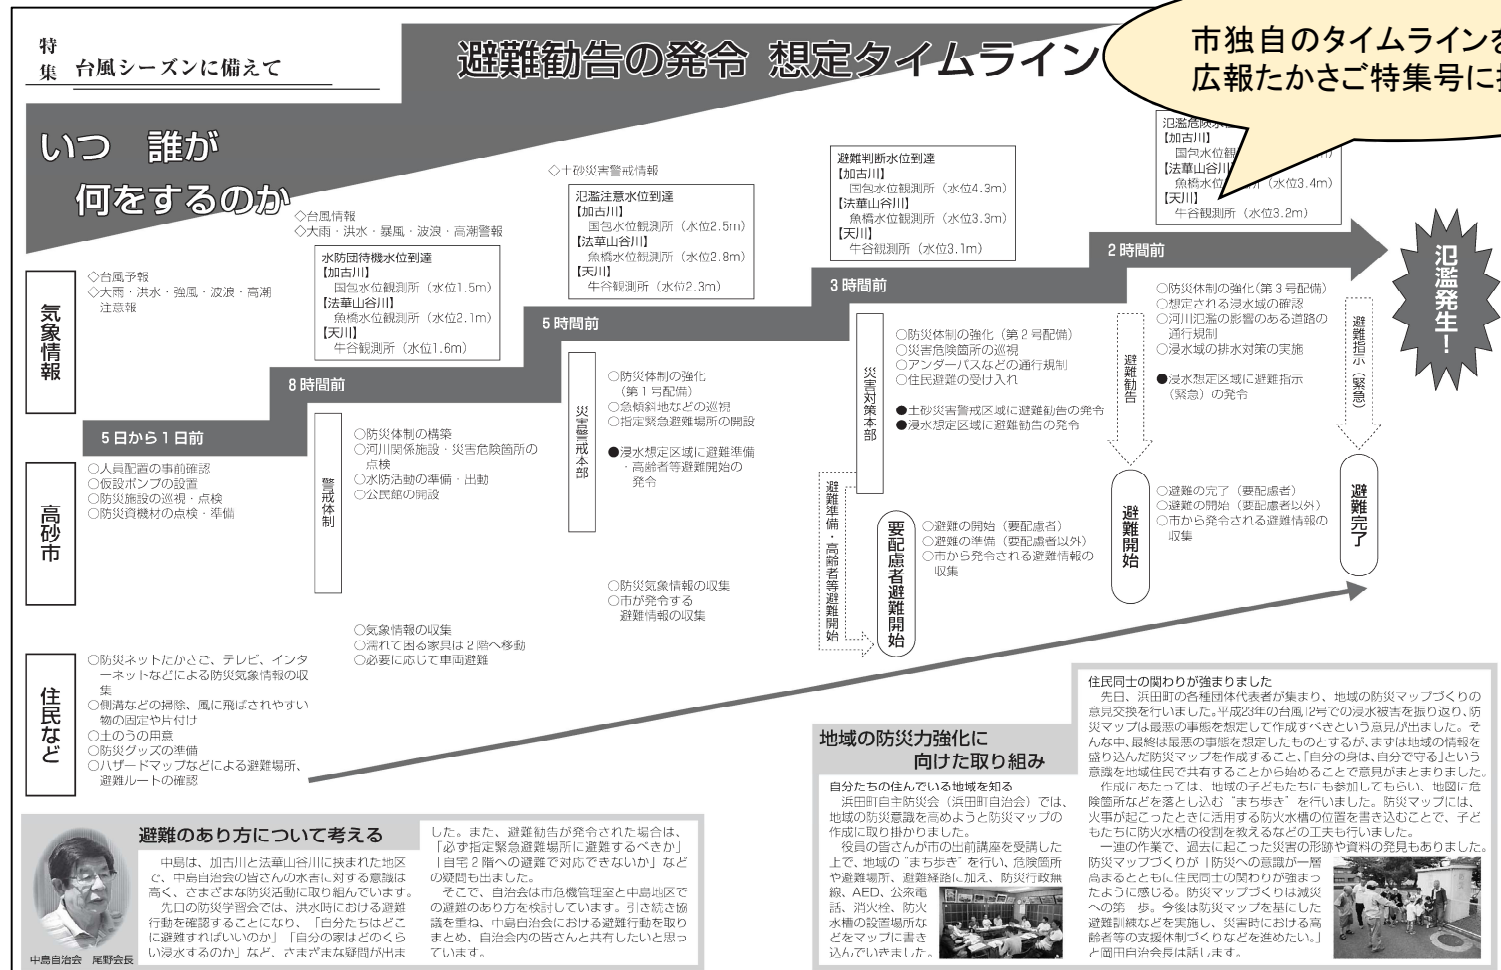 特
集 台風シーズンに備えて
避難勧告の発令 想定タイムライン
市独自のタイムラインを
広報たかさご特集号に
いつ 誰が
何をするのか
気象情報
◇台風予報
◇大雨・洪水・強風・波浪・高潮
注意報
◇台風情報
◇大雨・洪水・暴風・波浪・高潮警報
水防団待機水位到達
【加古川】
国包水位観測所（水位1.5m）
【法華山谷川】
魚橋水位観測所（水位2.1m）
【天川】
牛谷観測所（水位1.6m）
◇土砂災害警戒情報
氾濫注意水位到達
【加古川】
国包水位観測所（水位2.5m）
【法華山谷川】
魚橋水位観測所（水位2.8m）
【天川】
牛谷観測所（水位2.3m）
避難判断水位到達
【加古川】
国包水位観測所（水位4.3m）
【法華山谷川】
魚橋水位観測所（水位3.3m）
【天川】
牛谷観測所（水位3.1m）
氾濫危険水
【加古川】
国包水位観
【法華山谷川
魚橋水位
（水位3.4m）
【天川】
牛谷観測所（水位3.2m）
5日から1日前
8時間前
5時間前
3時間前
2時間前
氾濫発生！
高砂市
○人員配置の事前確認
○仮設ポンプの設置
○防災施設の巡視・点検
○防災資機材の点検・準備
警戒体制
○防災体制の構築
○河川関係施設・災害危険箇所の
点検
○水防活動の準備・出動
○公民館の開設
災害警戒本部
○防災体制の強化
（第1号配備）
○急傾斜地などの巡視
○指定緊急避難場所の開設
●浸水想定区域に避難準備
・高齢者等避難開始の
発令
災害対策本部
○防災体制の強化（第2号配備）
○災害危険箇所の巡視
○アンダーパスなどの通行規制
○住民避難の受け入れ
●土砂災害警戒区域に避難勧告の発令
●浸水想定区域に避難勧告の発令
避難勧告
○防災体制の強化（第3号配備）
○想定される浸水域の確認
○河川氾濫の影響のある道路の
通行規制
○浸水域の排水対策の実施
●浸水想定区域に避難指示
（緊急）の発令
避難指示（緊急）
住民など
○防災ネットたかさご、テレビ、インタ
ーネットなどによる防災気象情報の収
集
○側溝などの掃除、風に飛ばされやすい
物の固定や片付け
○土のうの用意
○防災グッズの準備
○ハザードマップなどによる避難場所、
避難ルートの確認
○気象情報の収集
○濡れて困る家具は2階へ移動
○必要に応じて車両避難
○防災気象情報の収集
○市が発令する
避難情報の収集
避難準備・高齢者等避難開始
要配慮者避難開始
○避難の開始（要配慮者）
○避難の準備（要配慮者以外）
○市から発令される避難情報の
収集
避難開始
○避難の完了（要配慮者）
○避難の開始（要配慮者以外）
○市から発令される避難情報の
収集
避難完了
避難のあり方について考える
中島は、加古川と法華山谷川に挟まれた地区
で、中島自治会の皆さんの水害に対する意識は
高く、さまざまな防災活動に取り組んでいます。
先日の防災学習会では、洪水時における避難
行動を確認することになり、「自分たちはどこ
に避難すればいいのか」「自分の家はどのくら
い浸水するのか」など、さまざまな疑問が出ま
した。また、避難勧告が発令された場合は、
「必ず指定緊急避難場所に避難するべきか」
「自宅2階への避難で対応できないか」など
の疑問も出ました。
そこで、自治会は市危機管理室と中島地区で
の避難のあり方を検討しています。引き続き協
議を重ね、中島自治会における避難行動を取り
まとめ、自治会内の皆さんと共有したいと思っ
ています。
中島自治会 尾野会長
地域の防災力強化に
向けた取り組み
自分たちの住んでいる地域を知る
浜田町自主防災会（浜田町自治会）では、
地域の防災意識を高めようと防災マップの
作成に取り掛かりました。
役員の皆さんが市の出前講座を受講した
上で、地域の“まち歩き”を行い、危険箇所
や避難場所、避難経路に加え、防災行政無
線、AED、公衆電
話、消火栓、防火
水槽の設置場所な
どをマップに書き
込んでいきました。
住民同士の関わりが強まりました
先日、浜田町の各種団体代表者が集まり、地域の防災マップづくりの
意見交換を行いました。平成23年の台風12号での浸水被害を振り返り、防
災マップは最悪の事態を想定して作成すべきという意見が出ました。そ
んな中、最終は最悪の事態を想定したものとするが、まずは地域の情報を
盛り込んだ防災マップを作成すること、「自分の身は、自分で守る」という
意識を地域住民で共有することから始めることで意見がまとまりました。
作成にあたっては、地域の子どもたちにも参加してもらい、地図に危
険箇所などを落とし込む“まち歩き”を行いました。防災マップには、
火事が起こったときに活用する防火水槽の位置を書き込むことで、子ど
もたちに防火水槽の役割を教えるなどの工夫も行いました。
一連の作業で、過去に起こった災害の形跡や資料の発見もありました。
防災マップづくりが「防災への意識が一層
高まるとともに住民同士の関わりが強まっ
たように感じる。防災マップづくりは減災
への第一歩。今後は防災マップを基にした
避難訓練などを実施し、災害時における高
齢者等の支援体制づくりなどを進めたい。」
と岡田自治会長は話します。